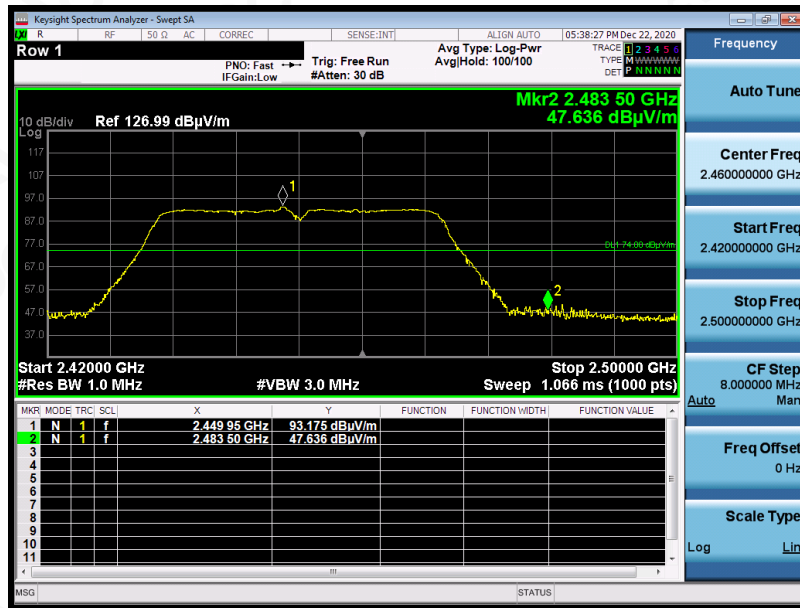 Keysight Spectrum Analyzer - Swept SA
LXI R RF 50 Ω AC CORREC SENSE:INT ALIGN AUTO 05:38:27 PM Dec 22, 2020
Row 1
PNO: Fast
IFGain:Low
Trig: Free Run
#Atten: 30 dB
Avg Type: Log-Pwr
Avg|Hold: 100/100
TRACE 1 2 3 4 5 6
TYPE M WWWWW
DET P N N N N N
Mkr2 2.483 50 GHz
47.636 dBµV/m
10 dB/div Ref 126.99 dBµV/m
Log
117
107
97.0
87.0
77.0
67.0
57.0
47.0
37.0
1
DL1 74.00 dBµV/m
2
Start 2.42000 GHz Stop 2.50000 GHz
#Res BW 1.0 MHz #VBW 3.0 MHz Sweep 1.066 ms (1000 pts)
MKR MODE TRC SCL X Y FUNCTION FUNCTION WIDTH FUNCTION VALUE
1 N 1 f 2.449 95 GHz 93.175 dBµV/m
2 N 1 f 2.483 50 GHz 47.636 dBµV/m
3
4
5
6
7
8
9
10
11
MSG STATUS
Frequency
Auto Tune
Center Freq
2.460000000 GHz
Start Freq
2.420000000 GHz
Stop Freq
2.500000000 GHz
CF Step
8.000000 MHz
Auto Man
Freq Offset
0 Hz
Scale Type
Log Lin